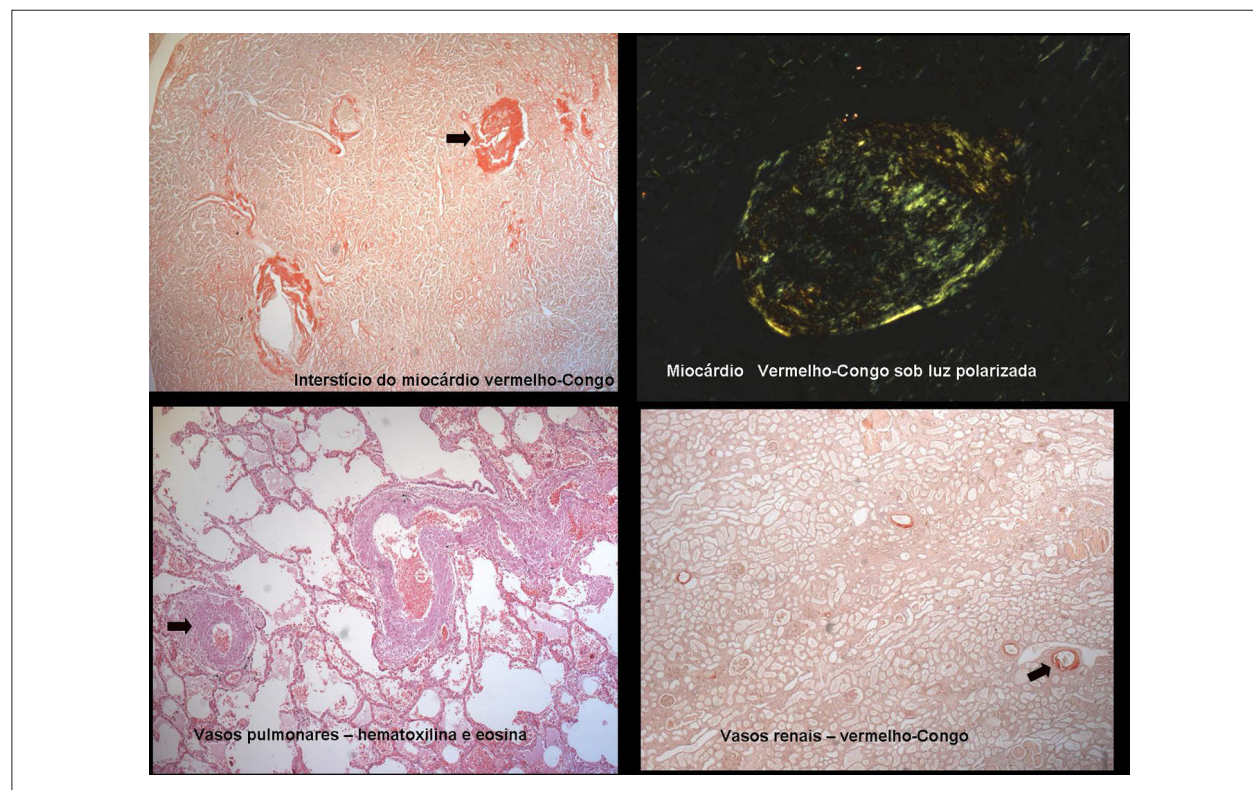 Interstício do miocárdio vermelho-Congo
Miocárdio Vermelho-Congo sob luz polarizada
Vasos pulmonares – hematoxilina e eosina
Vasos renais – vermelho-Congo